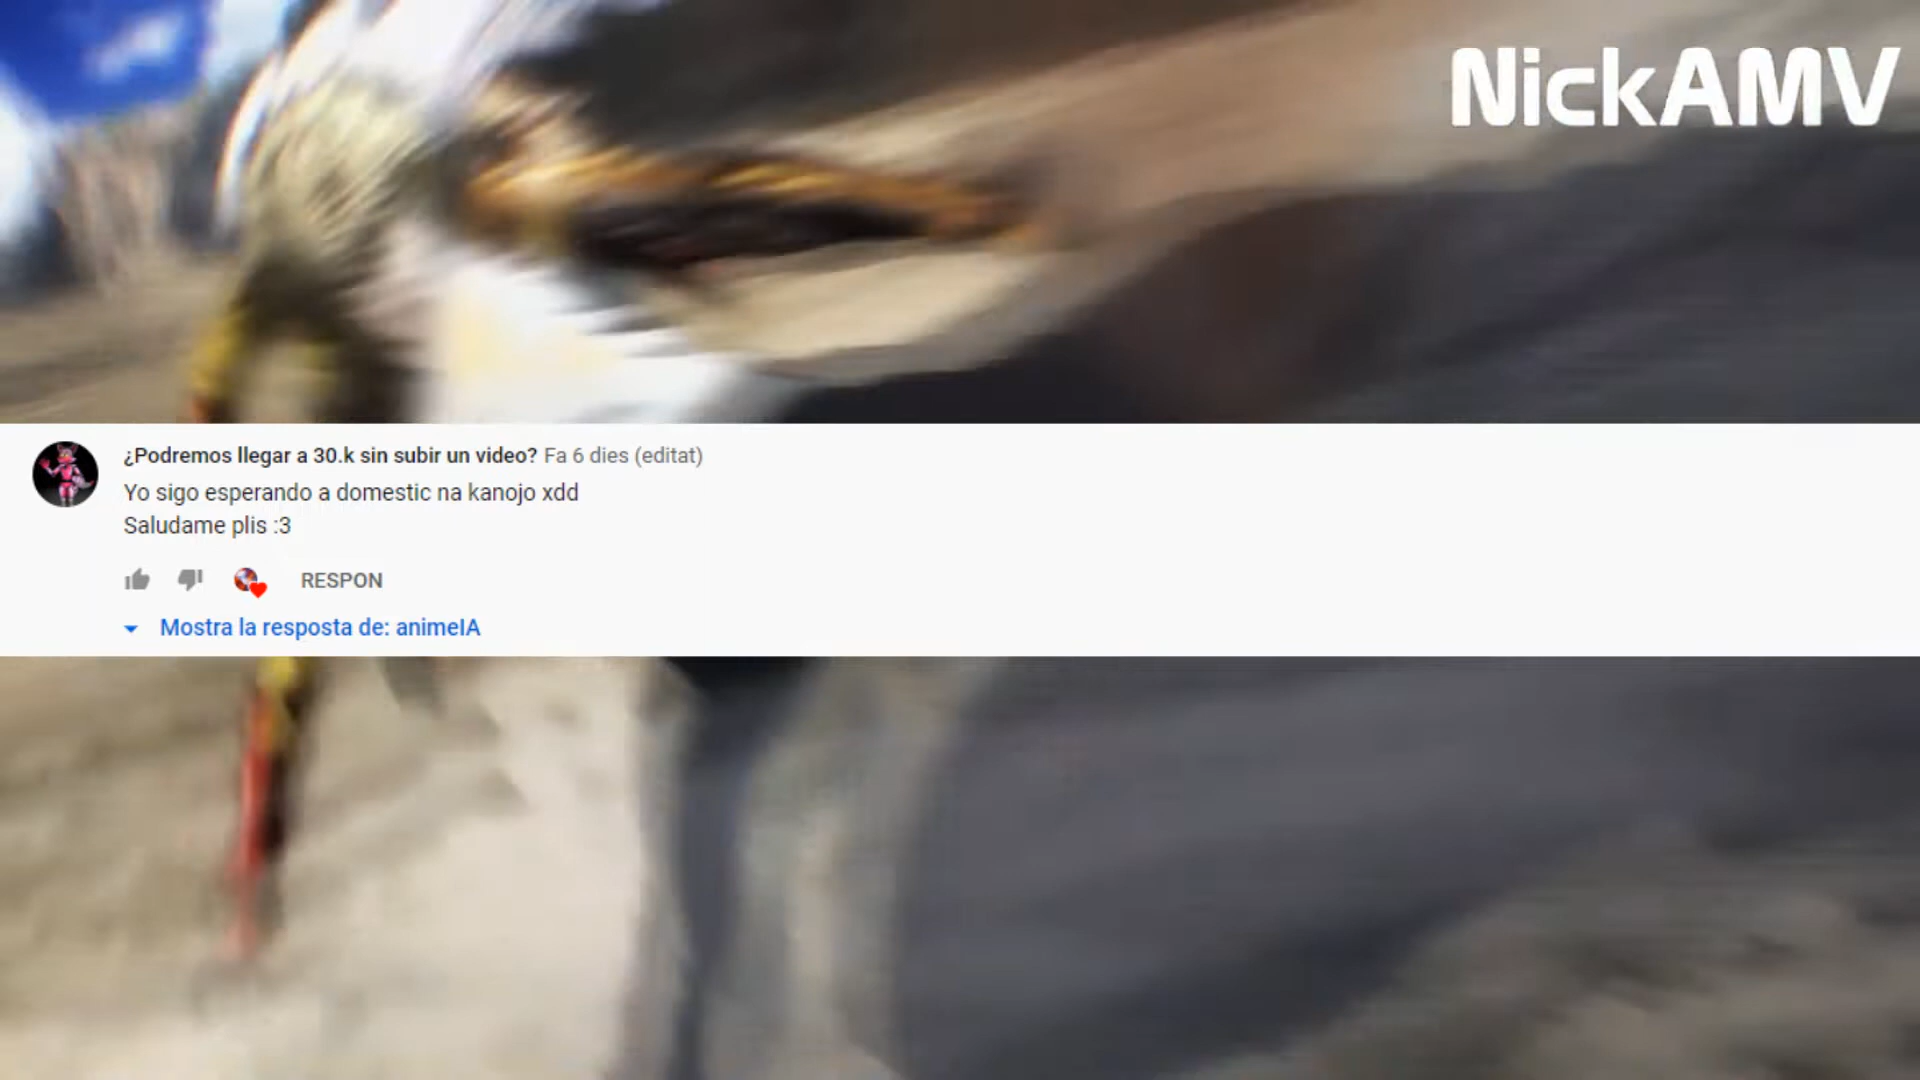 NickAMV
¿Podremos llegar a 30.k sin subir un video? Fa 6 dies (editat)
Yo sigo esperando a domestic na kanojo xdd
Saludame plis :3
RESPON
Mostra la resposta de: animeIA